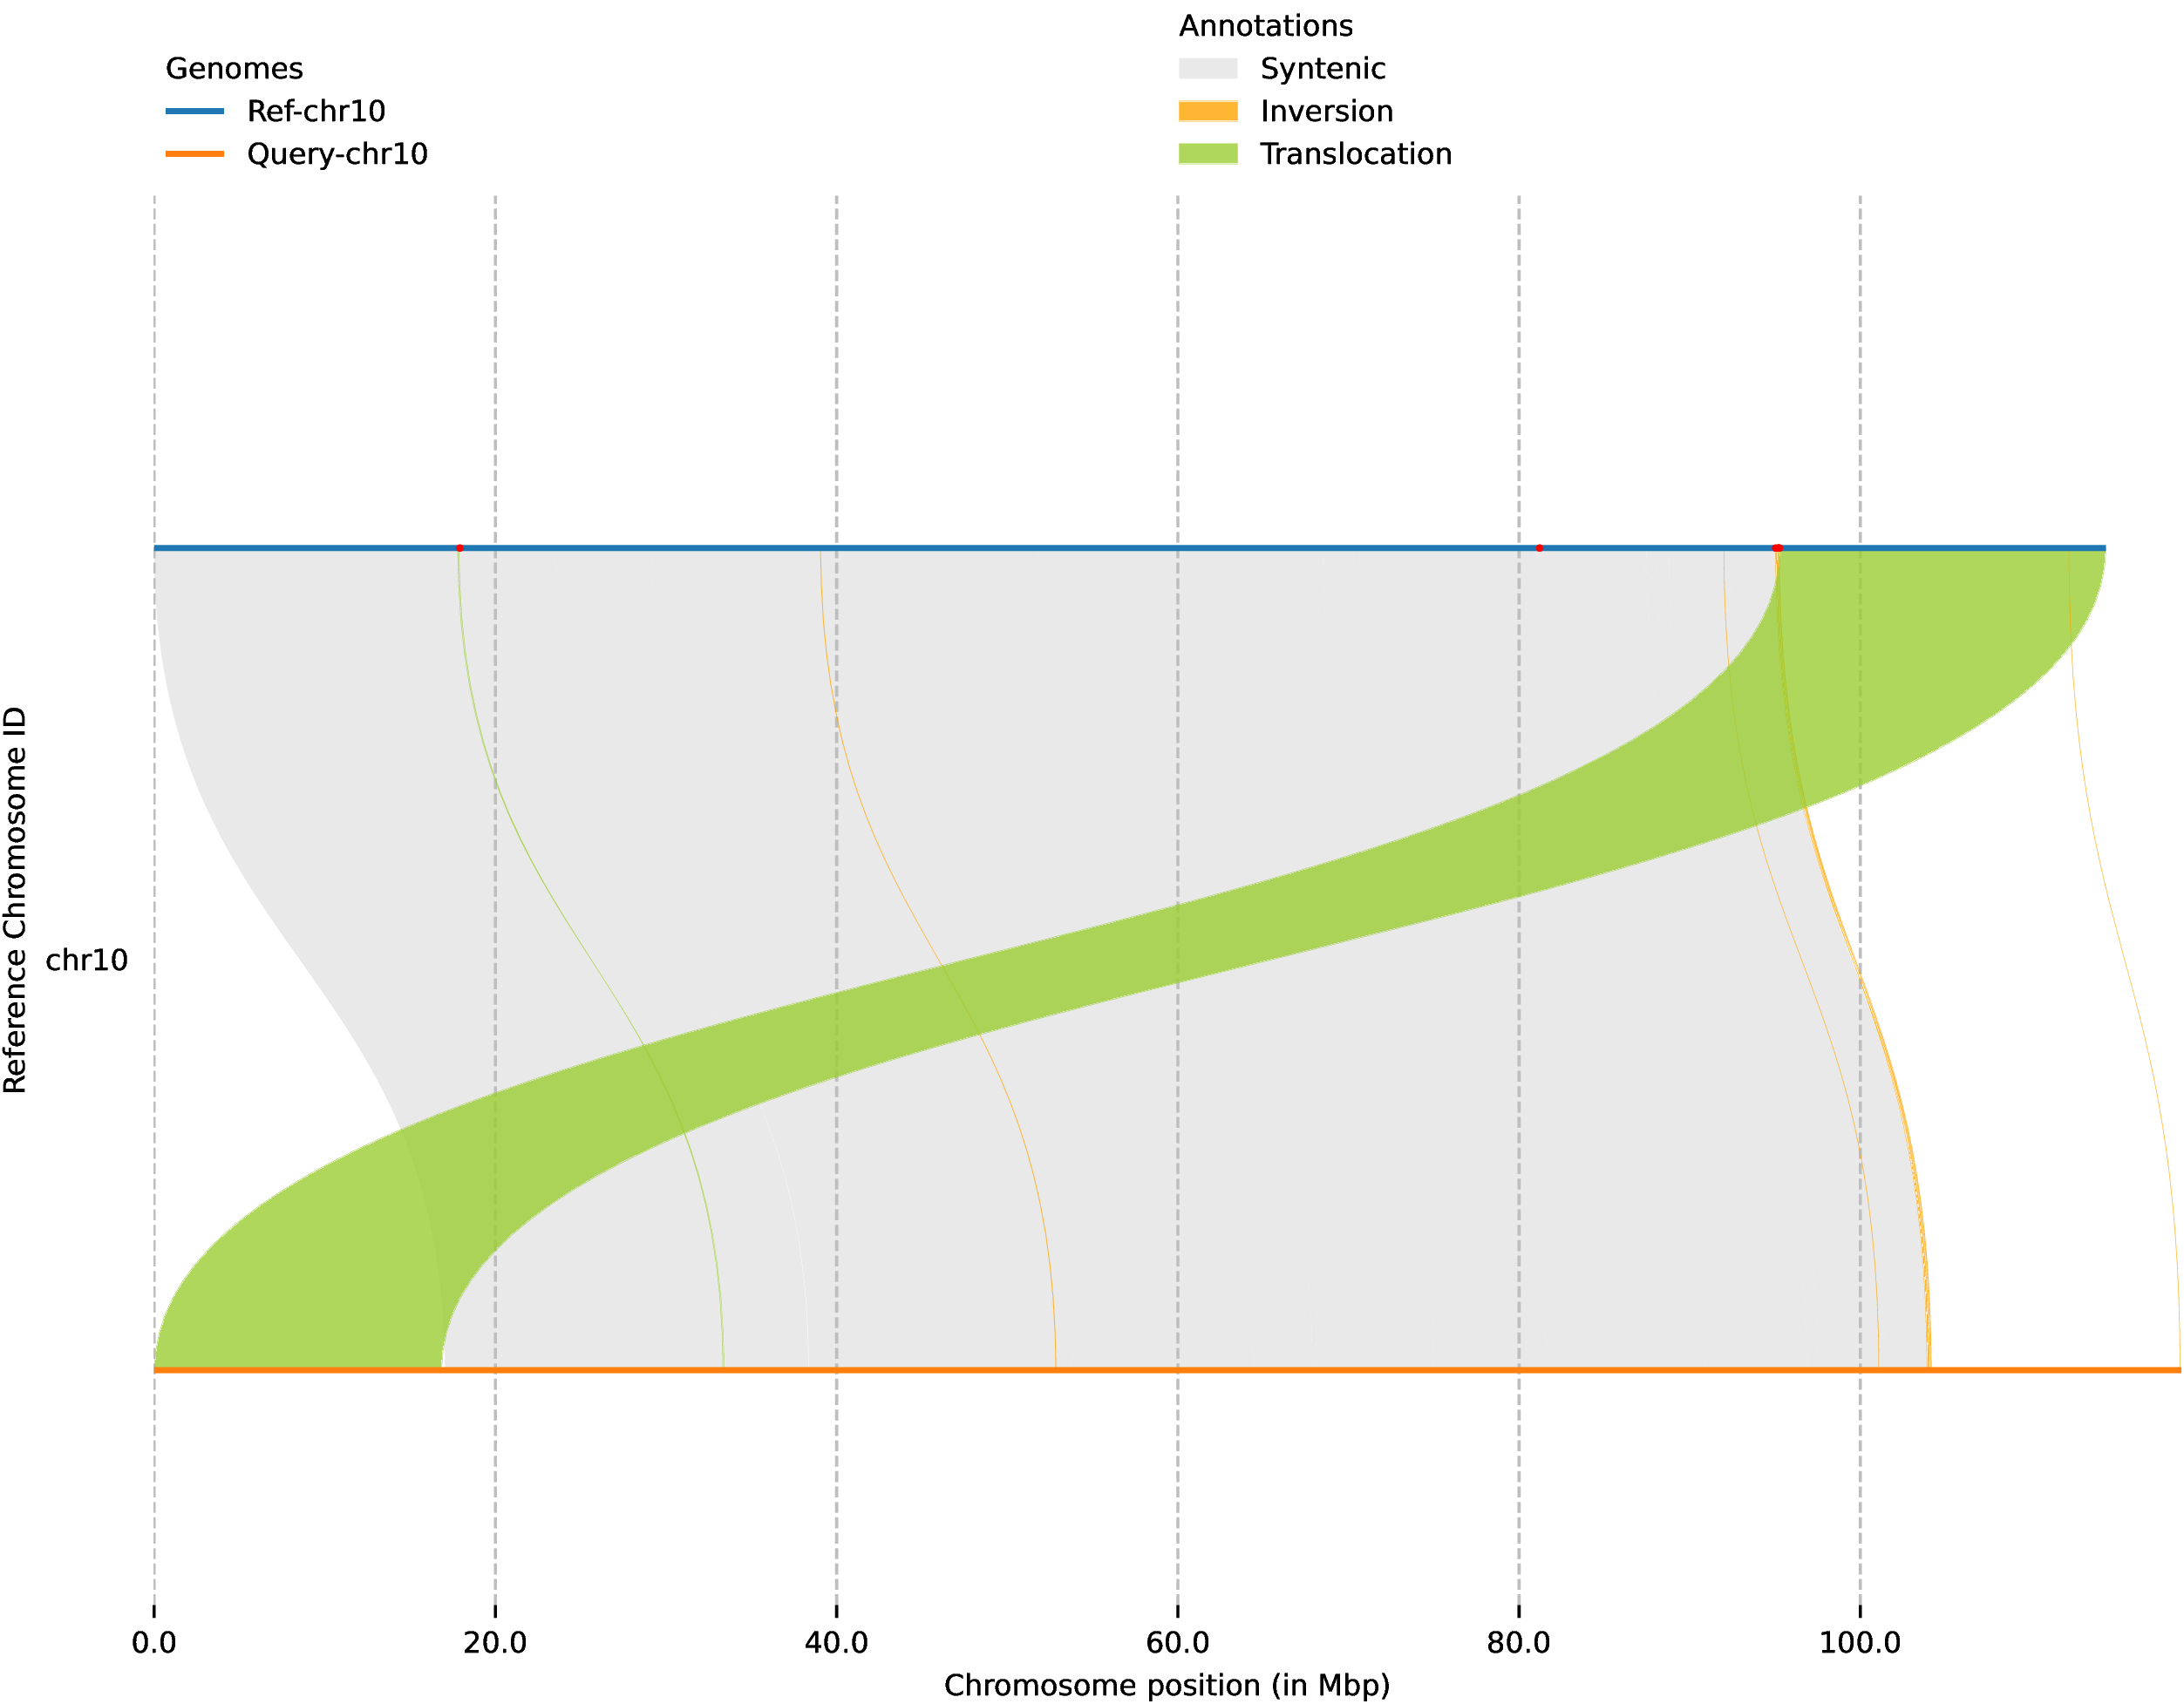 Genomes
Ref-chr10
Query-chr10
Annotations
Syntenic
Inversion
Translocation
Reference Chromosome ID
chr10
0.0
20.0
40.0
60.0
80.0
100.0
Chromosome position (in Mbp)